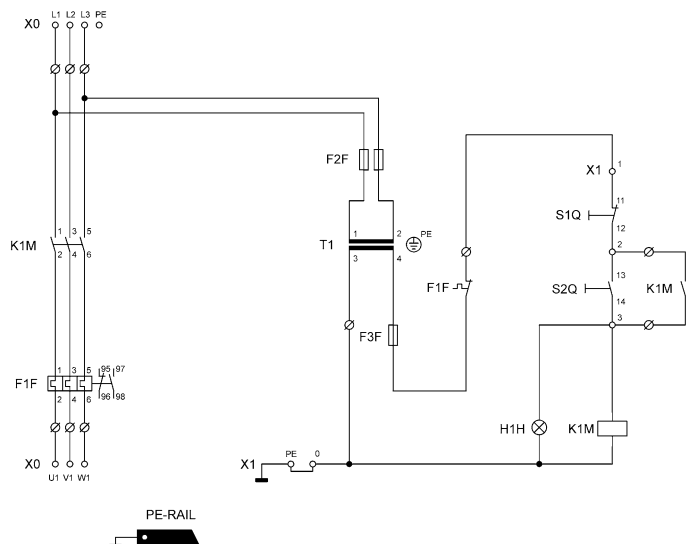 L1 L2 L3 PE
X0
F2F
X1 1
11
S1Q
12
1 3 5
K1M
2 4 6
1 2 PE
T1
3 4
2
F1F
13
S2Q K1M
14
F3F
3
1 3 5 95 97
F1F
2 4 6 96 98
H1H K1M
X0
U1 V1 W1
X1 PE 0
PE-RAIL